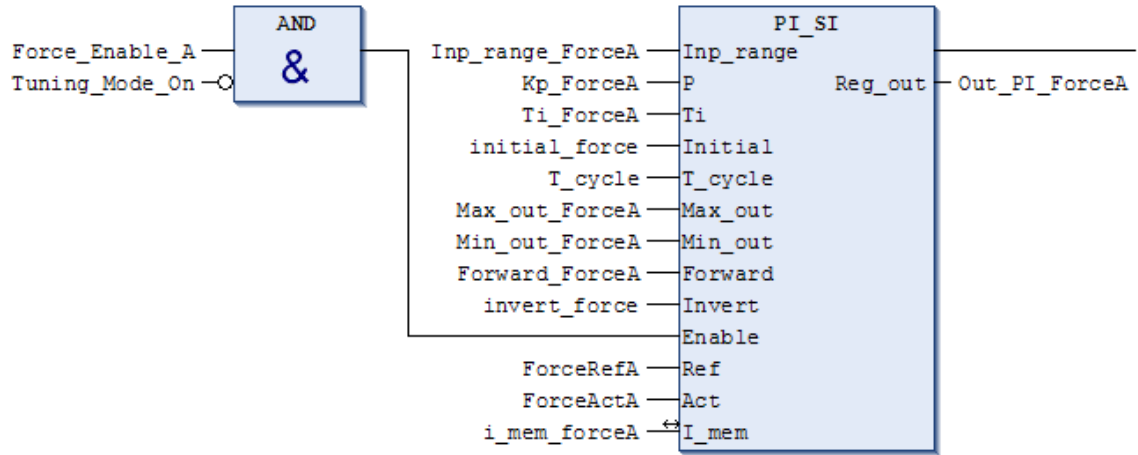 AND PI_SI
Force_Enable_A Inp_range_ForceA Inp_range
& 
Tuning_Mode_On Kp_ForceA P Reg_out Out_PI_ForceA
Ti_ForceA Ti
initial_force Initial
T_cycle T_cycle
Max_out_ForceA Max_out
Min_out_ForceA Min_out
Forward_ForceA Forward
invert_force Invert
Enable
ForceRefA Ref
ForceActA Act
i_mem_forceA I_mem